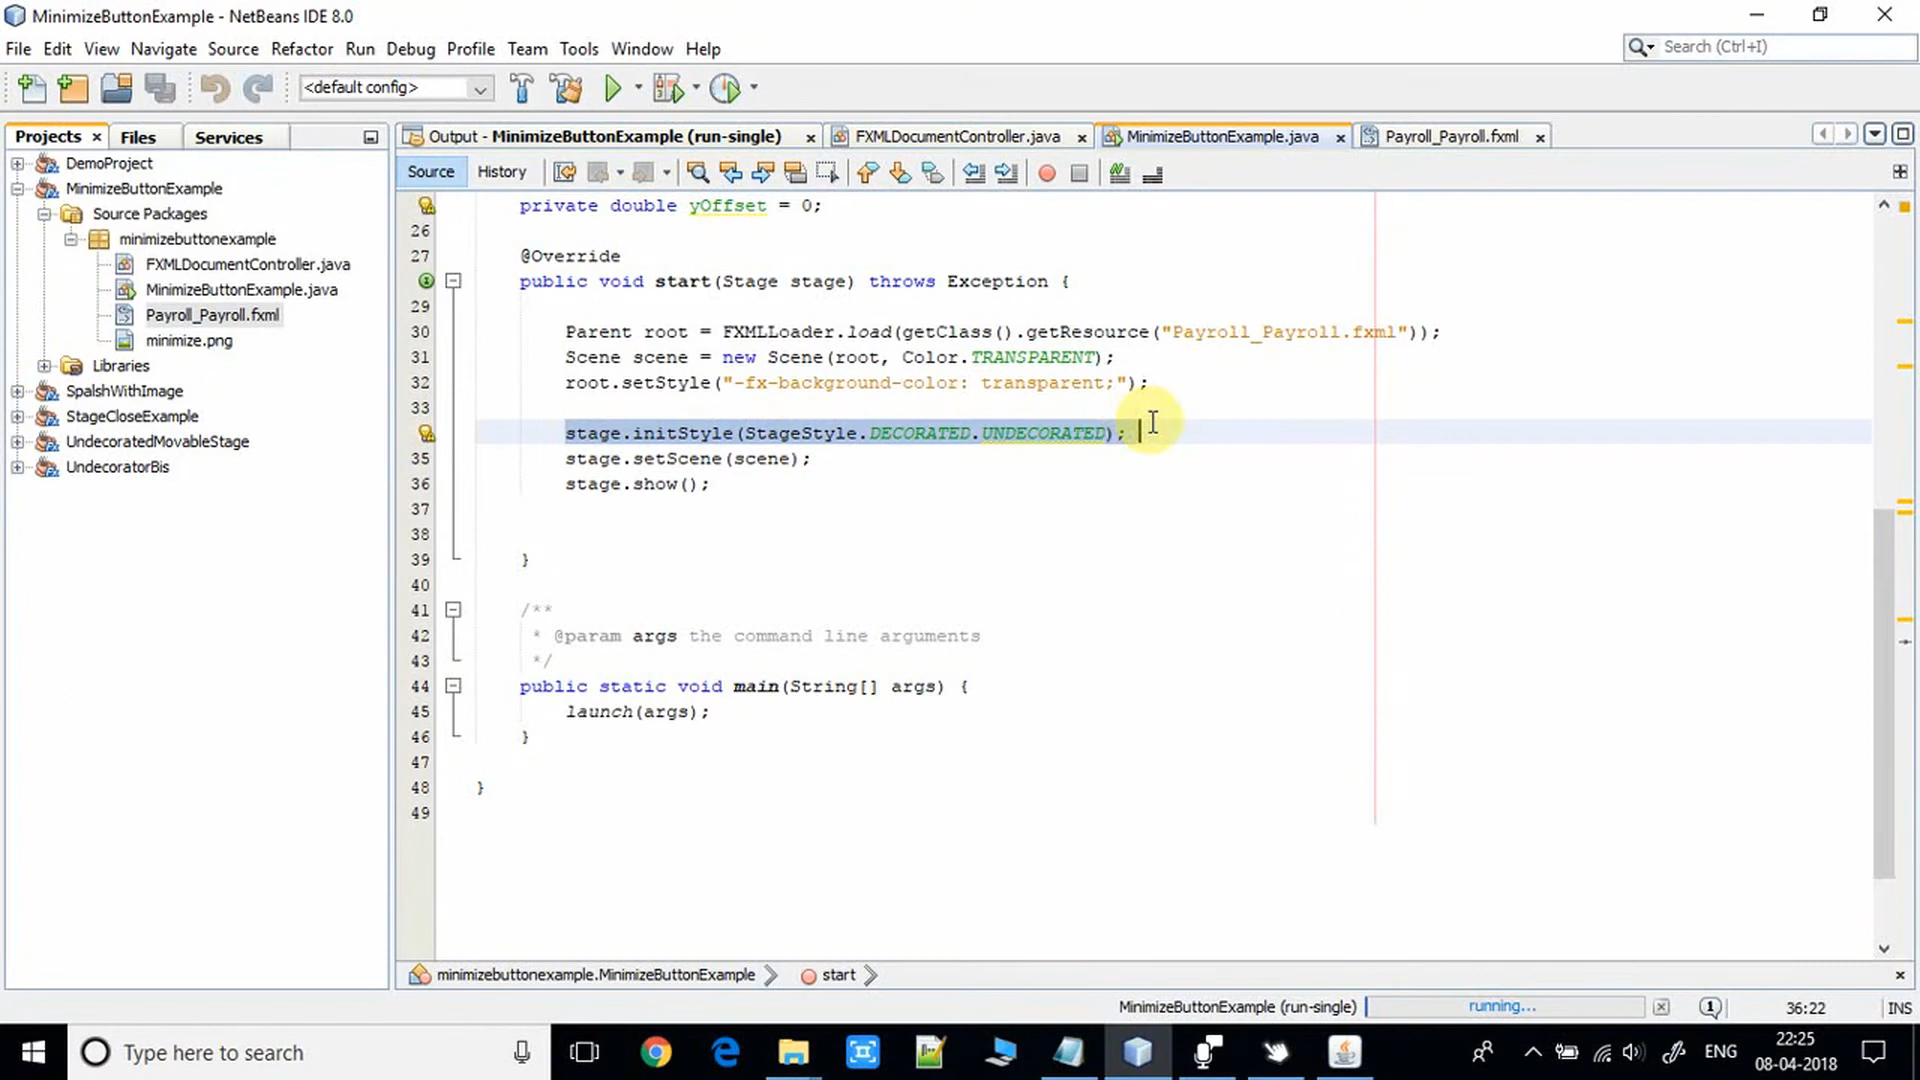 MinimizeButtonExample - NetBeans IDE 8.0
File Edit View Navigate Source Refactor Run Debug Profile Team Tools Window Help
Search (Ctrl+I)
<default config>
Projects Files Services
Output - MinimizeButtonExample (run-single) FXMLDocumentController.java MinimizeButtonExample.java Payroll_Payroll.fxml
Source History
DemoProject
MinimizeButtonExample
Source Packages
minimizebuttonexample
FXMLDocumentController.java
MinimizeButtonExample.java
Payroll_Payroll.fxml
minimize.png
Libraries
SpalshWithImage
StageCloseExample
UndecoratedMovableStage
UndecoratorBis
private double yOffset = 0;
26
27 @Override
public void start(Stage stage) throws Exception {
29
30 Parent root = FXMLLoader.load(getClass().getResource("Payroll_Payroll.fxml"));
31 Scene scene = new Scene(root, Color.TRANSPARENT);
32 root.setStyle("-fx-background-color: transparent;");
33
stage.initStyle(StageStyle.DECORATED.UNDECORATED);
35 stage.setScene(scene);
36 stage.show();
37
38
39 }
40
41 /**
42 * @param args the command line arguments
43 */
44 public static void main(String[] args) {
45 launch(args);
46 }
47
48 }
49
minimizebuttonexample.MinimizeButtonExample start
MinimizeButtonExample (run-single) running... 1 36:22 INS
Type here to search
ENG
22:25
08-04-2018